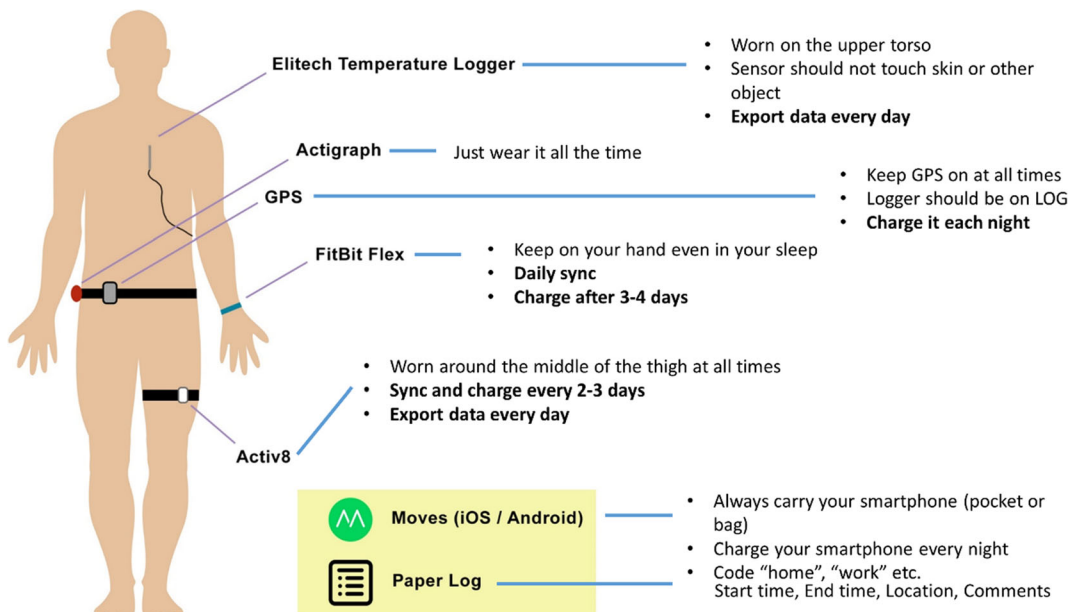 Elitech Temperature Logger
• Worn on the upper torso
• Sensor should not touch skin or other
object
• Export data every day
Actigraph
Just wear it all the time
GPS
• Keep GPS on at all times
• Logger should be on LOG
• Charge it each night
FitBit Flex
• Keep on your hand even in your sleep
• Daily sync
• Charge after 3-4 days
• Worn around the middle of the thigh at all times
• Sync and charge every 2-3 days
• Export data every day
Activ8
Moves (iOS / Android)
• Always carry your smartphone (pocket or
bag)
• Charge your smartphone every night
• Code “home”, “work” etc.
Paper Log
Start time, End time, Location, Comments